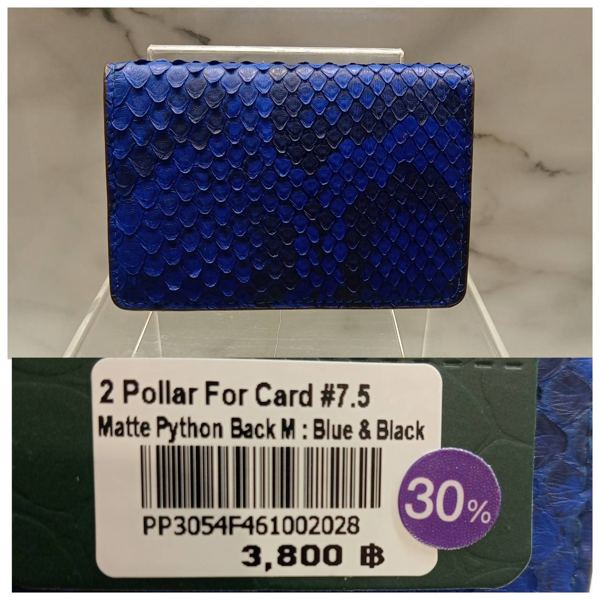 2 Pollar For Card #7.5
Matte Python Back M : Blue & Black
PP3054F461002028
30%
3,800 ฿